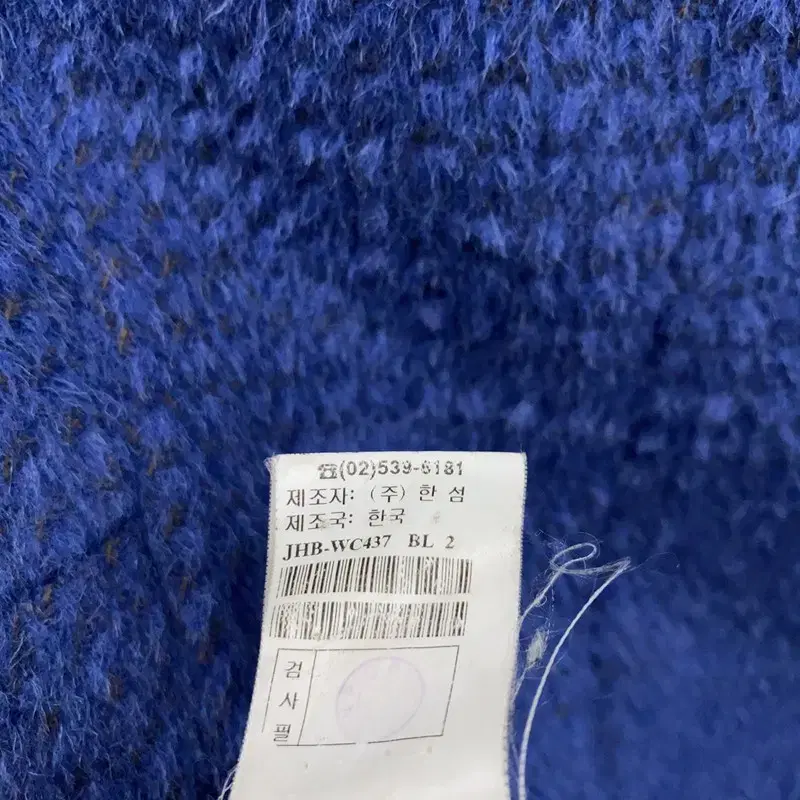 ☎(02)539-6181
제조자: (주) 한 섬
제조국: 한국
JHB-WC437 BL 2
검
사
필